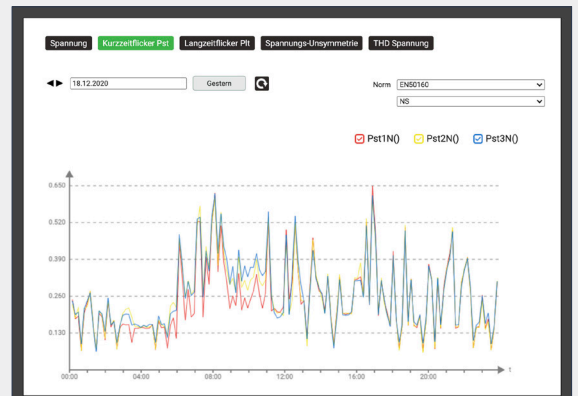 Spannung Kurzzeitflicker Pst Langzeitflicker Plt Spannungs-Unsymmetrie THD Spannung
18.12.2020 Gestern Norm EN50160
NS
Pst1N() Pst2N() Pst3N()
0.650
0.520
0.390
0.260
0.130
00:00 04:00 08:00 12:00 16:00 20:00 t